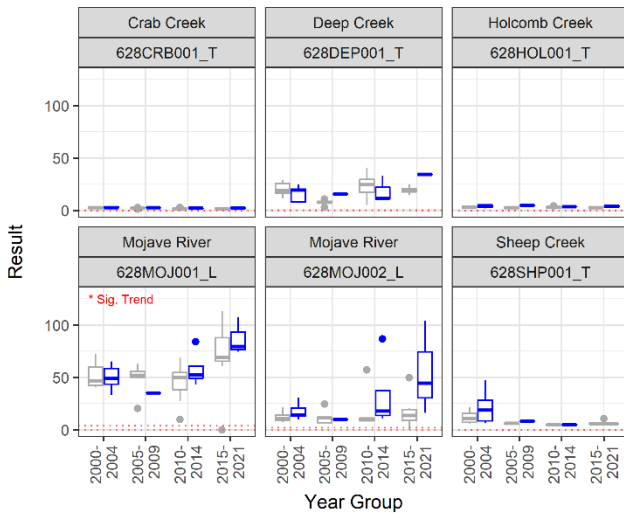 Crab Creek
Deep Creek
Holcomb Creek
628CRB001_T
628DEP001_T
628HOL001_T
100
50
0
Result
Mojave River
Mojave River
Sheep Creek
628MOJ001_L
628MOJ002_L
628SHP001_T
* Sig. Trend
100
50
0
2000-
2004
2005-
2009
2010-
2014
2015-
2021
2000-
2004
2005-
2009
2010-
2014
2015-
2021
2000-
2004
2005-
2009
2010-
2014
2015-
2021
Year Group